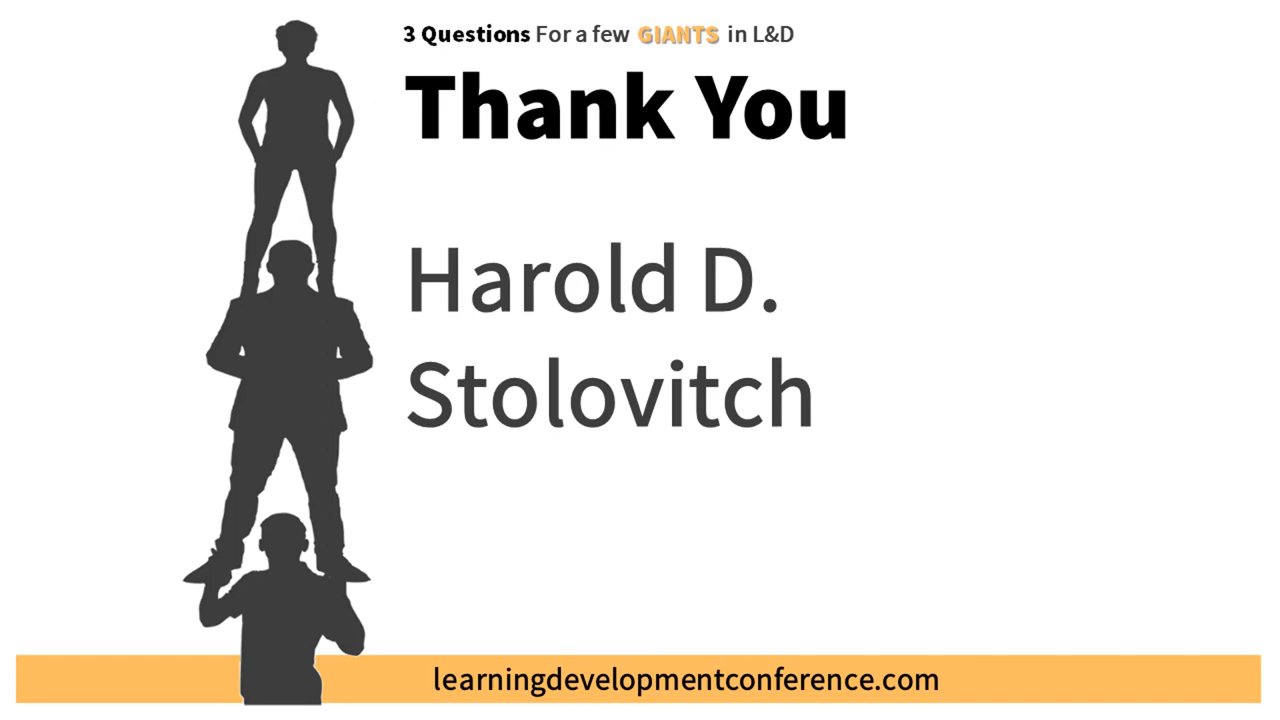 3 Questions For a few GIANTS in L&D
Thank You
Harold D.
Stolovitch
learningdevelopmentconference.com